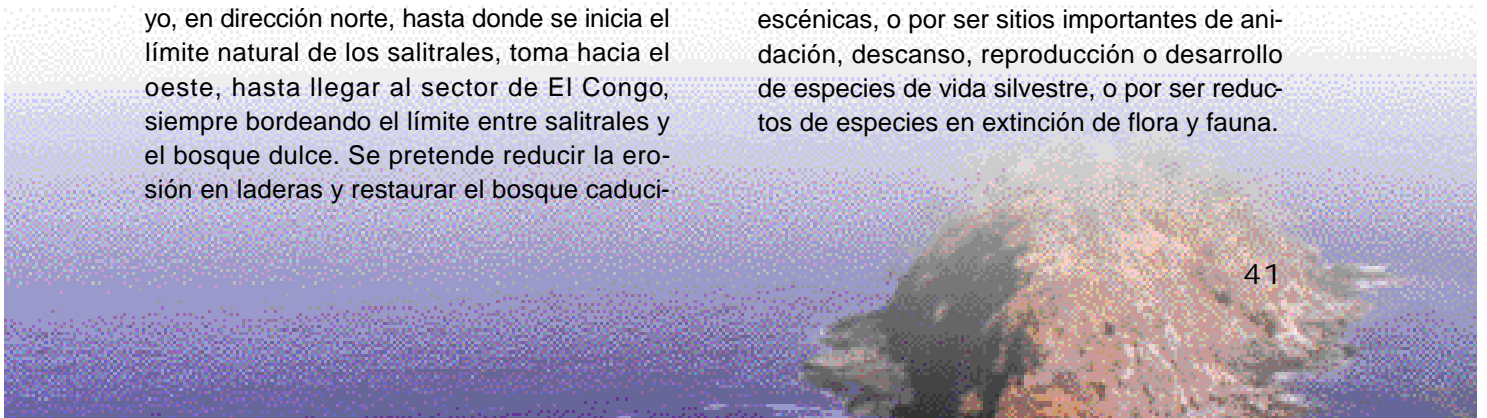 yo, en dirección norte, hasta donde se inicia el
límite natural de los salitrales, toma hacia el
oeste, hasta llegar al sector de El Congo,
siempre bordeando el límite entre salitrales y
el bosque dulce. Se pretende reducir la ero-
sión en laderas y restaurar el bosque caduci-
escénicas, o por ser sitios importantes de ani-
dación, descanso, reproducción o desarrollo
de especies de vida silvestre, o por ser reduc-
tos de especies en extinción de flora y fauna.
41